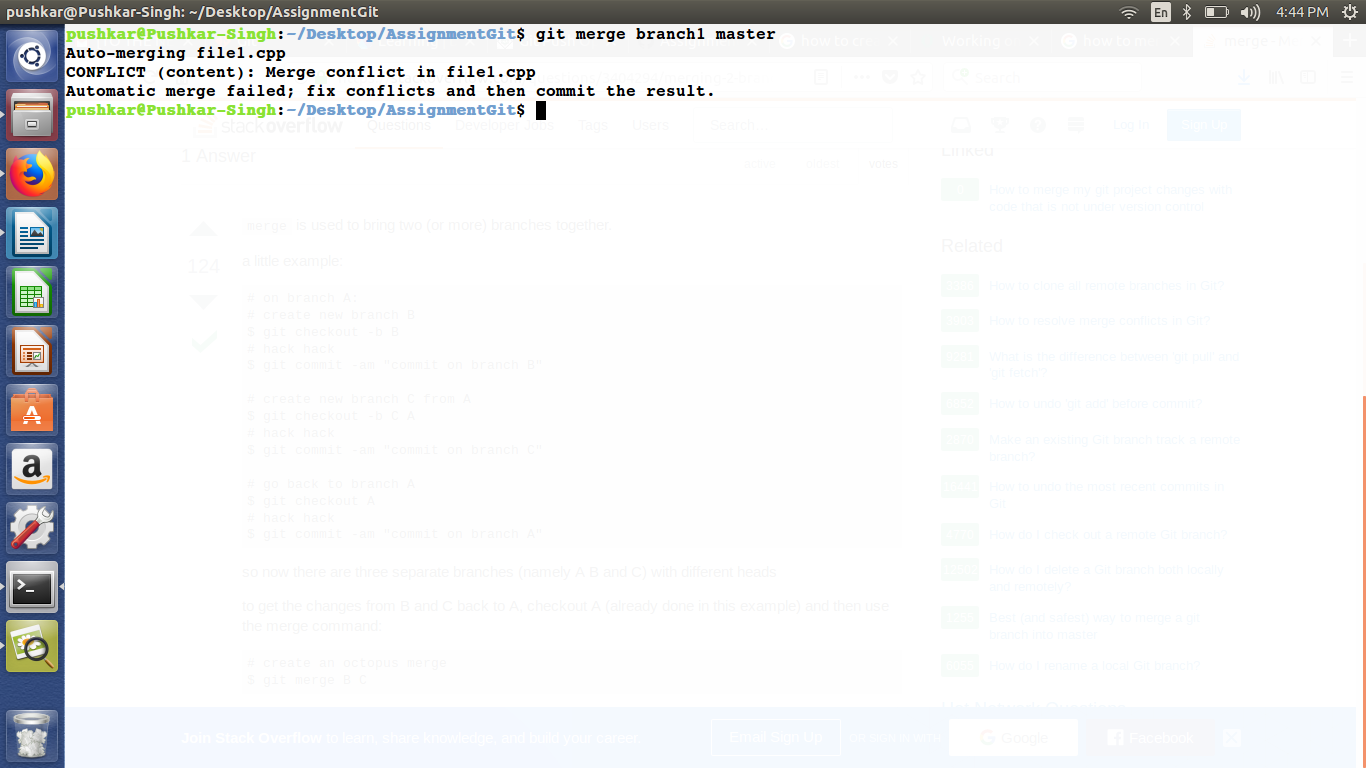 pushkar@Pushkar-Singh: ~/Desktop/AssignmentGit
En
4:44 PM
pushkar@Pushkar-Singh:~/Desktop/AssignmentGit$ git merge branch1 master
Auto-merging file1.cpp
CONFLICT (content): Merge conflict in file1.cpp
Automatic merge failed; fix conflicts and then commit the result.
pushkar@Pushkar-Singh:~/Desktop/AssignmentGit$
Search
stackoverflow
Questions
Developer Jobs
Tags
Users
Search
Log In
Sign Up
1 Answer
active
oldest
votes
merge is used to bring two (or more) branches together.
124
a little example:
# on branch A:
# create new branch B
$ git checkout -b B
# hack hack
$ git commit -am "commit on branch B"
# create new branch C from A
$ git checkout -b C A
# hack hack
$ git commit -am "commit on branch C"
# go back to branch A
$ git checkout A
# hack hack
$ git commit -am "commit on branch A"
so now there are three separate branches (namely A B and C) with different heads
to get the changes from B and C back to A, checkout A (already done in this example) and then use
the merge command:
# create an octopus merge
$ git merge B C
Linked
How to merge my git project changes with
code that is not under version control
Related
How to clone all remote branches in Git?
How to resolve merge conflicts in Git?
What is the difference between 'git pull' and
'git fetch'?
How to undo 'git add' before commit?
Make an existing Git branch track a remote
branch?
How to undo the most recent commits in
Git
How do I check out a remote Git branch?
How do I delete a Git branch both locally
and remotely?
Best (and safest) way to merge a git
branch into master
How do I rename a local Git branch?
Hot Network Questions
Join Stack Overflow to learn, share knowledge, and build your career.
Email Sign Up
OR SIGN IN WITH
Google
Facebook